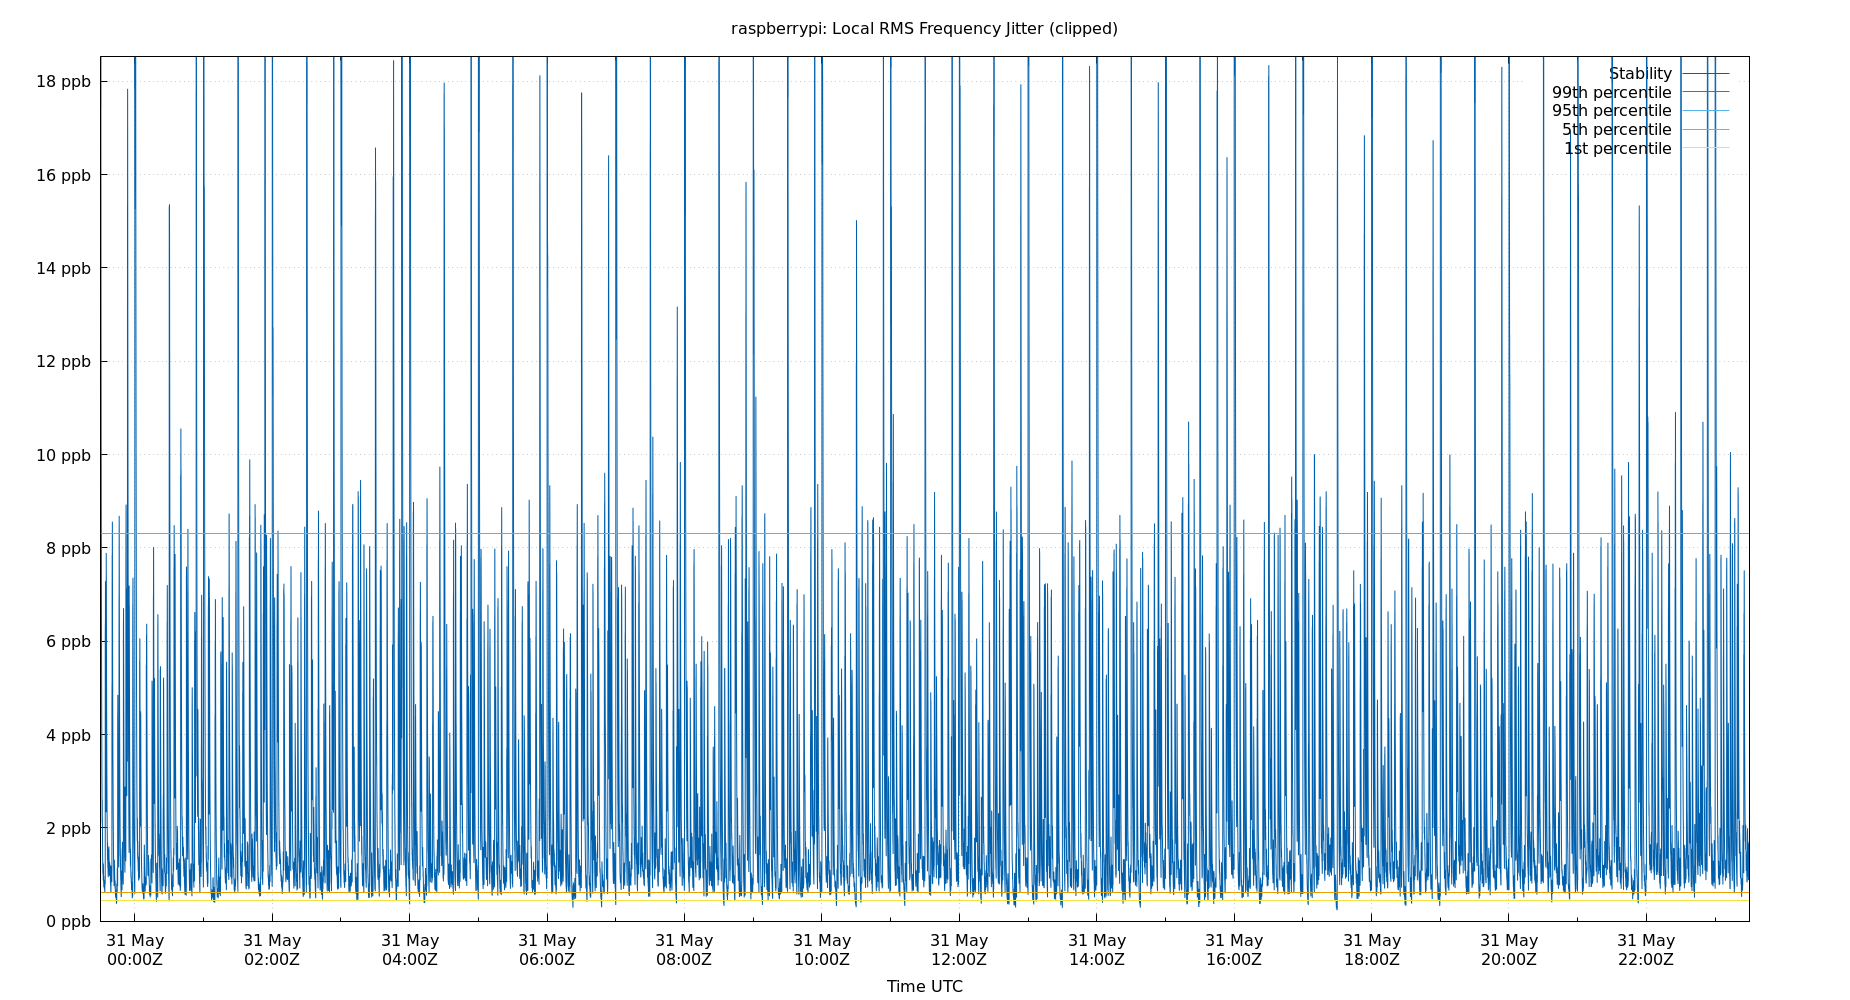 raspberrypi: Local RMS Frequency Jitter (clipped)
18 ppb
16 ppb
14 ppb
12 ppb
10 ppb
8 ppb
6 ppb
4 ppb
2 ppb
0 ppb
Stability
99th percentile
95th percentile
5th percentile
1st percentile
31 May 31 May 31 May 31 May 31 May 31 May 31 May 31 May 31 May 31 May 31 May 31 May
00:00Z 02:00Z 04:00Z 06:00Z 08:00Z 10:00Z 12:00Z 14:00Z 16:00Z 18:00Z 20:00Z 22:00Z
Time UTC